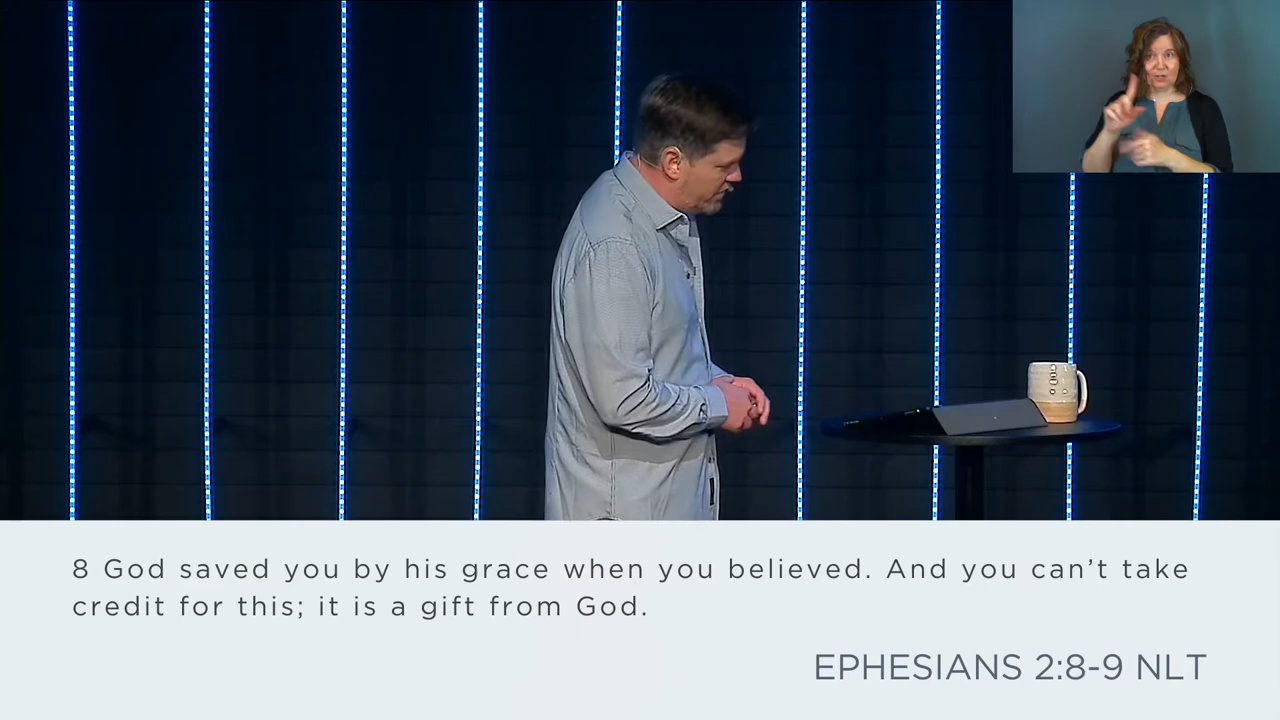 8 God saved you by his grace when you believed. And you can’t take
credit for this; it is a gift from God.
EPHESIANS 2:8-9 NLT